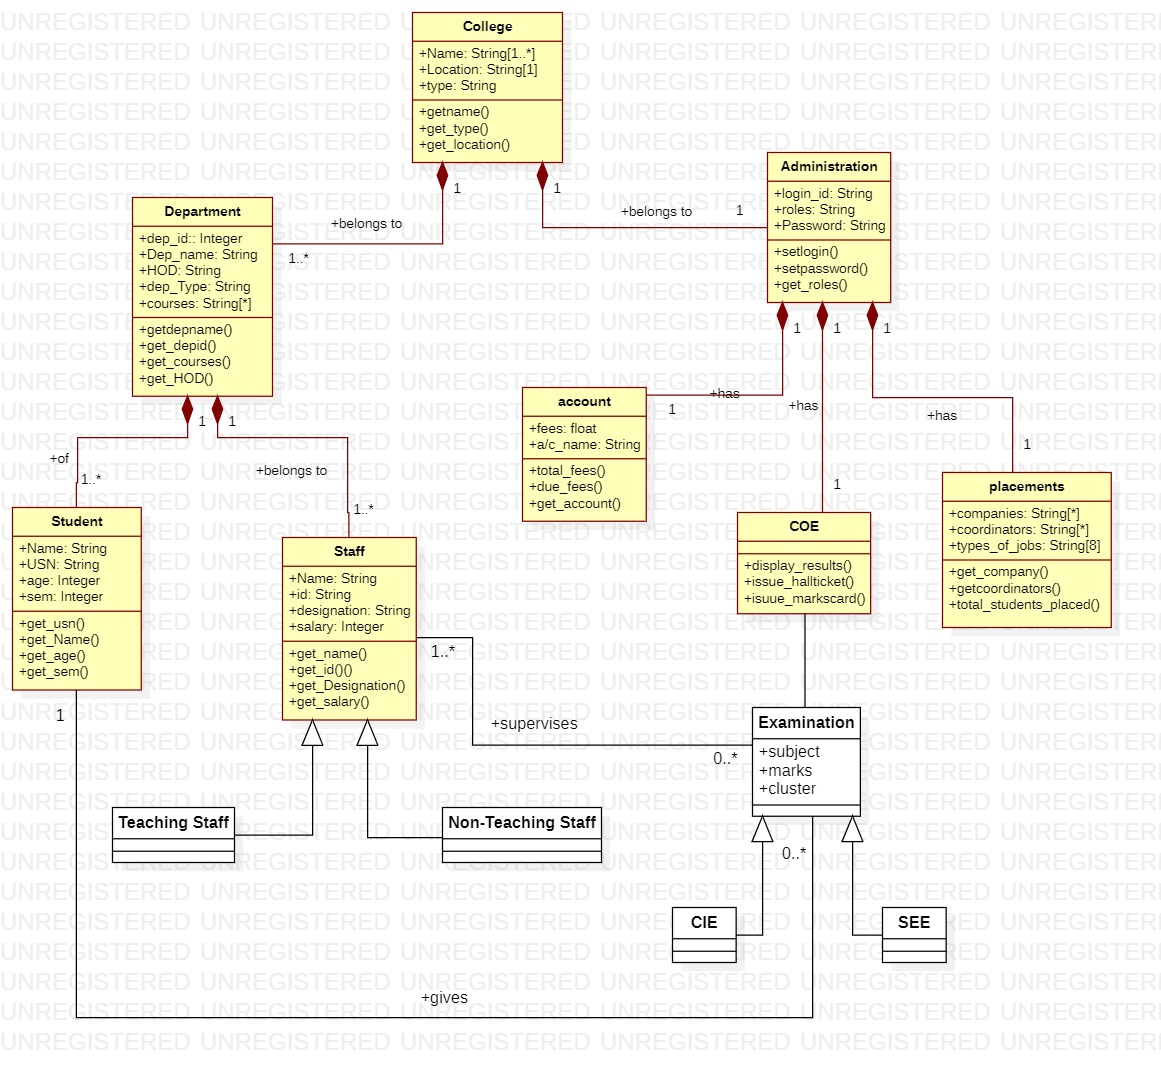 College
+Name: String[1..*]
+Location: String[1]
+type: String
+getname()
+get_type()
+get_location()
1
1
+belongs to
1..*
+belongs to
1
Administration
+login_id: String
+roles: String
+Password: String
+setlogin()
+setpassword()
+get_roles()
Department
+dep_id:: Integer
+Dep_name: String
+HOD: String
+dep_Type: String
+courses: String[*]
+getdepname()
+get_depid()
+get_courses()
+get_HOD()
1
1
1
1
1
+has
1
+has
1
+has
1
account
+fees: float
+a/c_name: String
+total_fees()
+due_fees()
+get_account()
+of
1..*
+belongs to
1..*
placements
+companies: String[*]
+coordinators: String[*]
+types_of_jobs: String[8]
+get_company()
+getcoordinators()
+total_students_placed()
COE
+display_results()
+issue_hallticket()
+isuue_markscard()
Student
+Name: String
+USN: String
+age: Integer
+sem: Integer
+get_usn()
+get_Name()
+get_age()
+get_sem()
1
Staff
+Name: String
+id: String
+designation: String
+salary: Integer
+get_name()
+get_id()()
+get_Designation()
+get_salary()
1..*
+supervises
0..*
Examination
+subject
+marks
+cluster
0..*
Teaching Staff
Non-Teaching Staff
CIE
SEE
+gives
UNREGISTERED